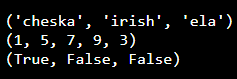 ('cheska', 'irish', 'ela')
(1, 5, 7, 9, 3)
(True, False, False)